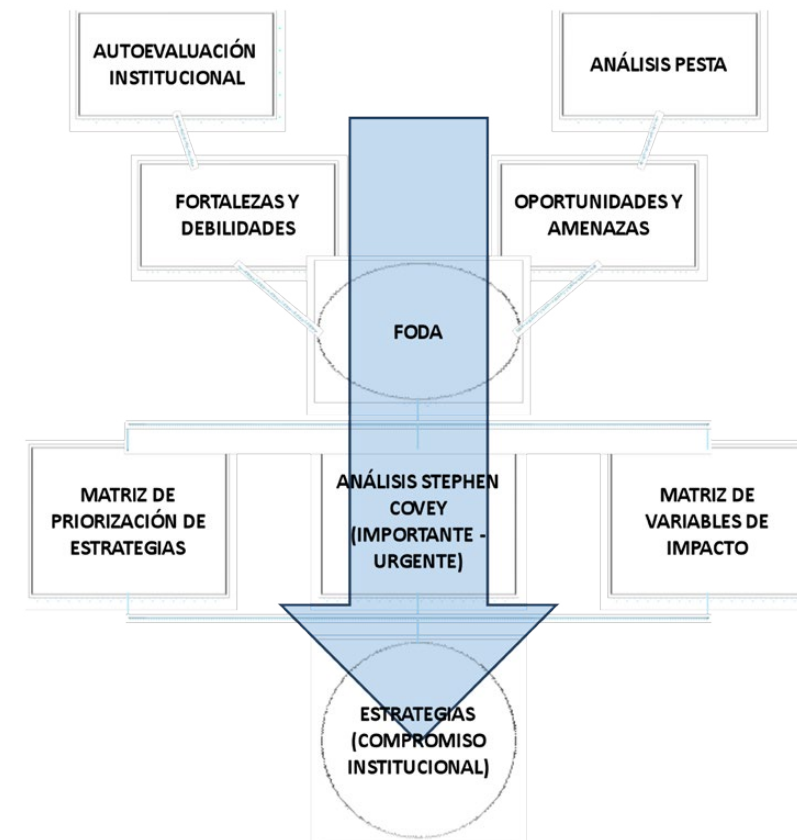 AUTOEVALUACIÓN
INSTITUCIONAL
ANÁLISIS PESTA
FORTALEZAS Y
DEBILIDADES
OPORTUNIDADES Y
AMENAZAS
FODA
MATRIZ DE
PRIORIZACIÓN DE
ESTRATEGIAS
ANÁLISIS STEPHEN
COVEY
(IMPORTANTE -
URGENTE)
MATRIZ DE
VARIABLES DE
IMPACTO
ESTRATEGIAS
(COMPROMISO
INSTITUCIONAL)